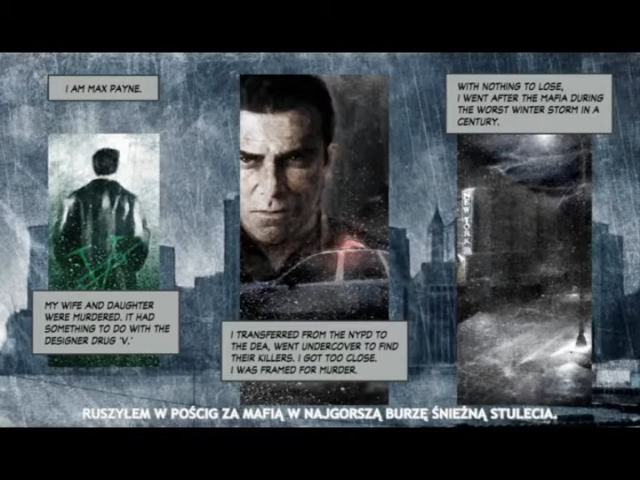 I AM MAX PAYNE.
MY WIFE AND DAUGHTER
WERE MURDERED. IT HAD
SOMETHING TO DO WITH THE
DESIGNER DRUG 'V.'
I TRANSFERRED FROM THE NYPD TO
THE DEA, WENT UNDERCOVER TO FIND
THEIR KILLERS. I GOT TOO CLOSE.
I WAS FRAMED FOR MURDER.
WITH NOTHING TO LOSE,
I WENT AFTER THE MAFIA DURING
THE WORST WINTER STORM IN A
CENTURY.
NEW YORK
RUSZYŁEM W POŚCIG ZA MAFIĄ W NAJGORSZĄ BURZĘ ŚNIEŻNĄ STULECIA.